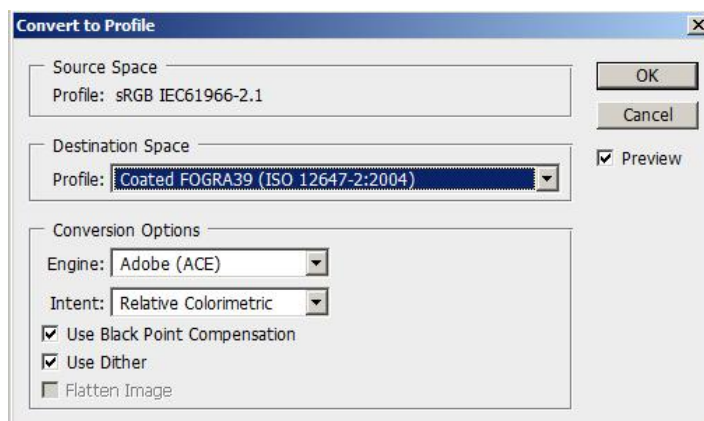 Convert to Profile
Source Space
Profile: sRGB IEC61966-2.1
OK
Cancel
Preview
Destination Space
Profile: Coated FOGRA39 (ISO 12647-2:2004)
Conversion Options
Engine: Adobe (ACE)
Intent: Relative Colorimetric
Use Black Point Compensation
Use Dither
Flatten Image